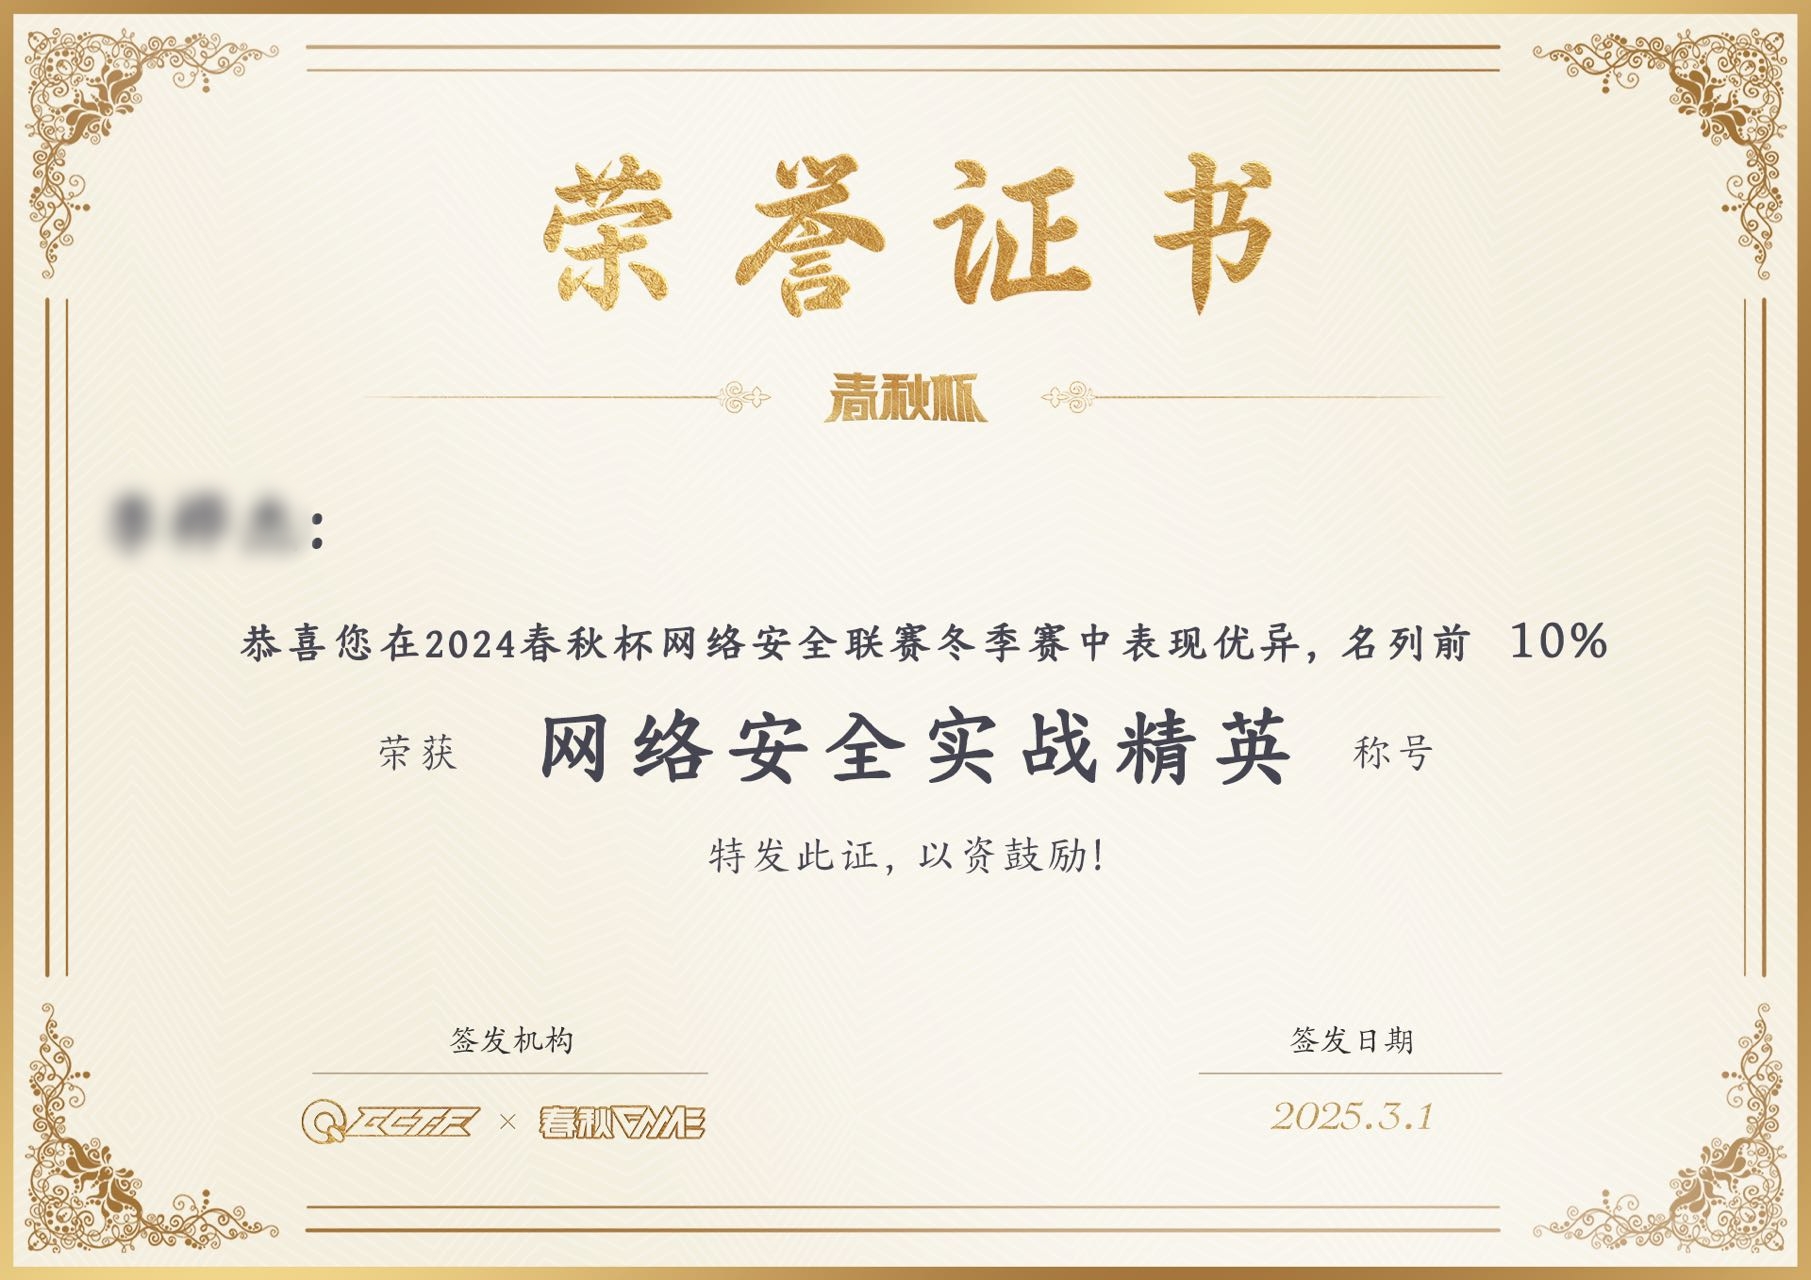 荣誉证书
春秋杯
:
恭喜您在2024春秋杯网络安全联赛冬季赛中表现优异，名列前 10%
荣获 网络安全实战精英 称号
特发此证，以资鼓励！
签发机构 签发日期
× 春秋GAME 2025.3.1